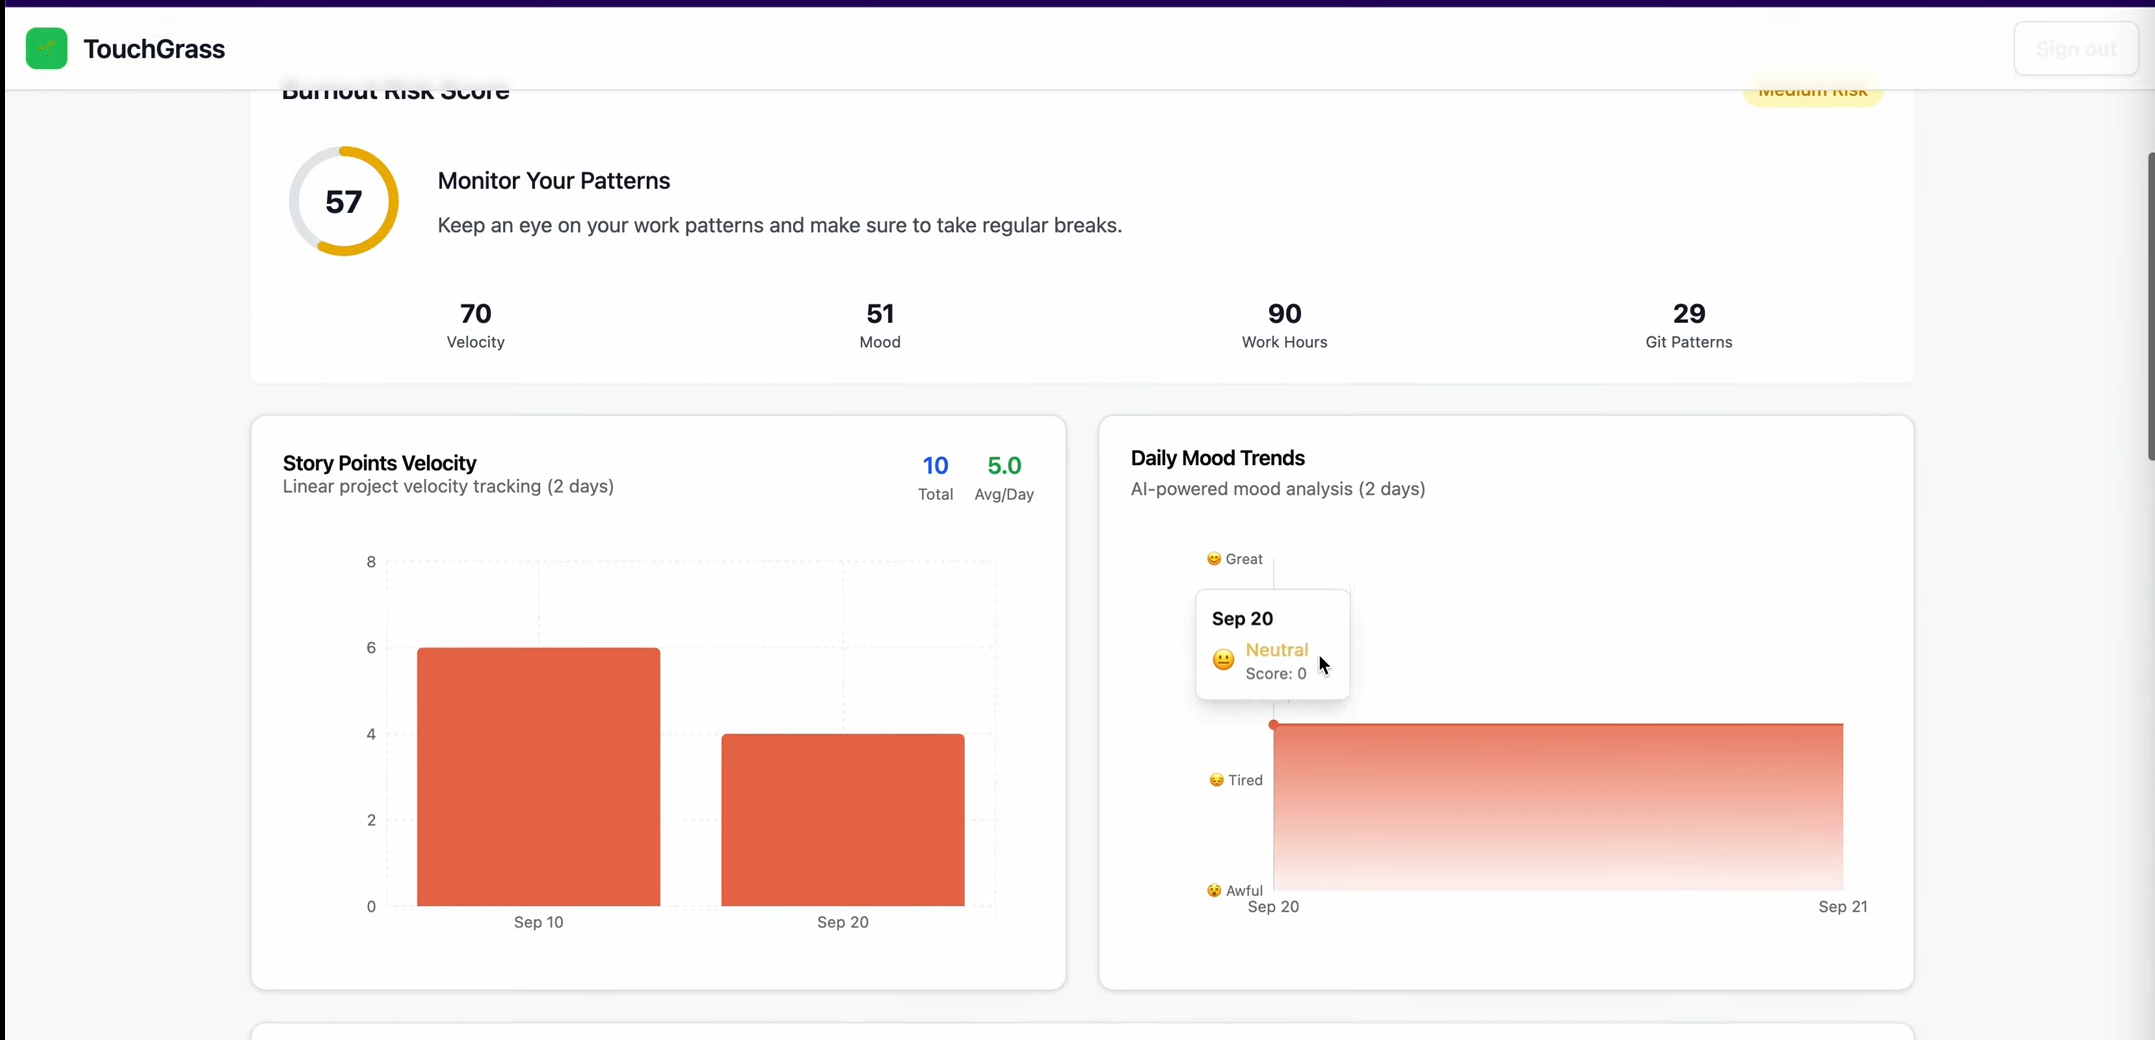 TouchGrass
Sign out
Burnout Risk Score
Medium Risk
57
Monitor Your Patterns
Keep an eye on your work patterns and make sure to take regular breaks.
70
Velocity
51
Mood
90
Work Hours
29
Git Patterns
Story Points Velocity
Linear project velocity tracking (2 days)
10
Total
5.0
Avg/Day
8
6
4
2
0
Sep 10
Sep 20
Daily Mood Trends
AI-powered mood analysis (2 days)
😊 Great
Sep 20
😐 Neutral
Score: 0
😔 Tired
😵 Awful
Sep 20
Sep 21